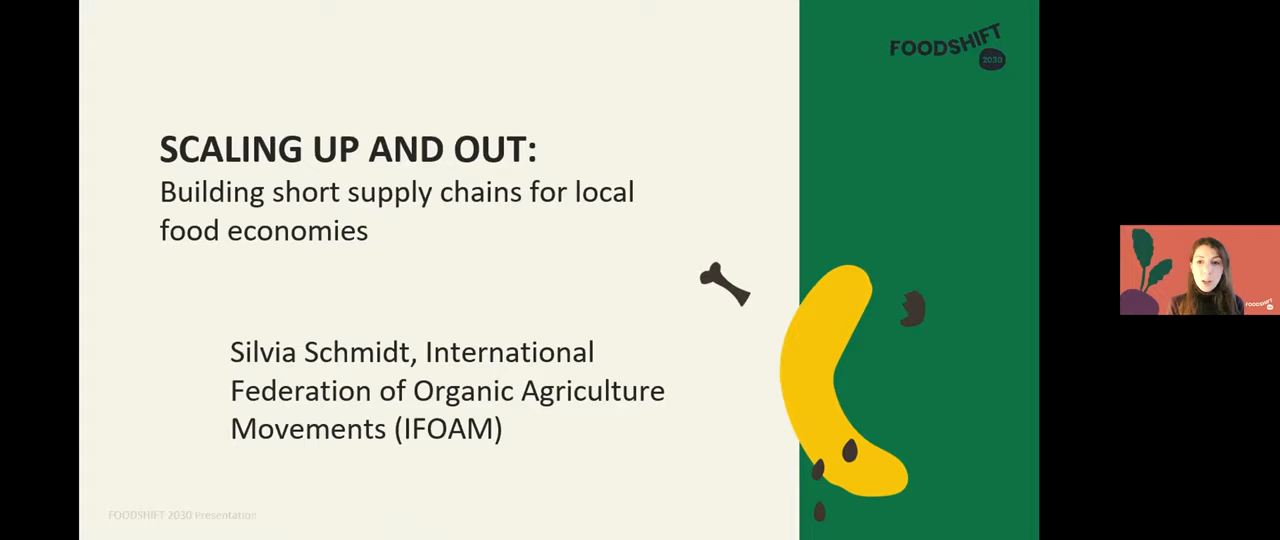 FOODSHIFT
2030
SCALING UP AND OUT:
Building short supply chains for local
food economies
Silvia Schmidt, International
Federation of Organic Agriculture
Movements (IFOAM)
FOODSHIFT 2030 Presentation
FOODSHIFT